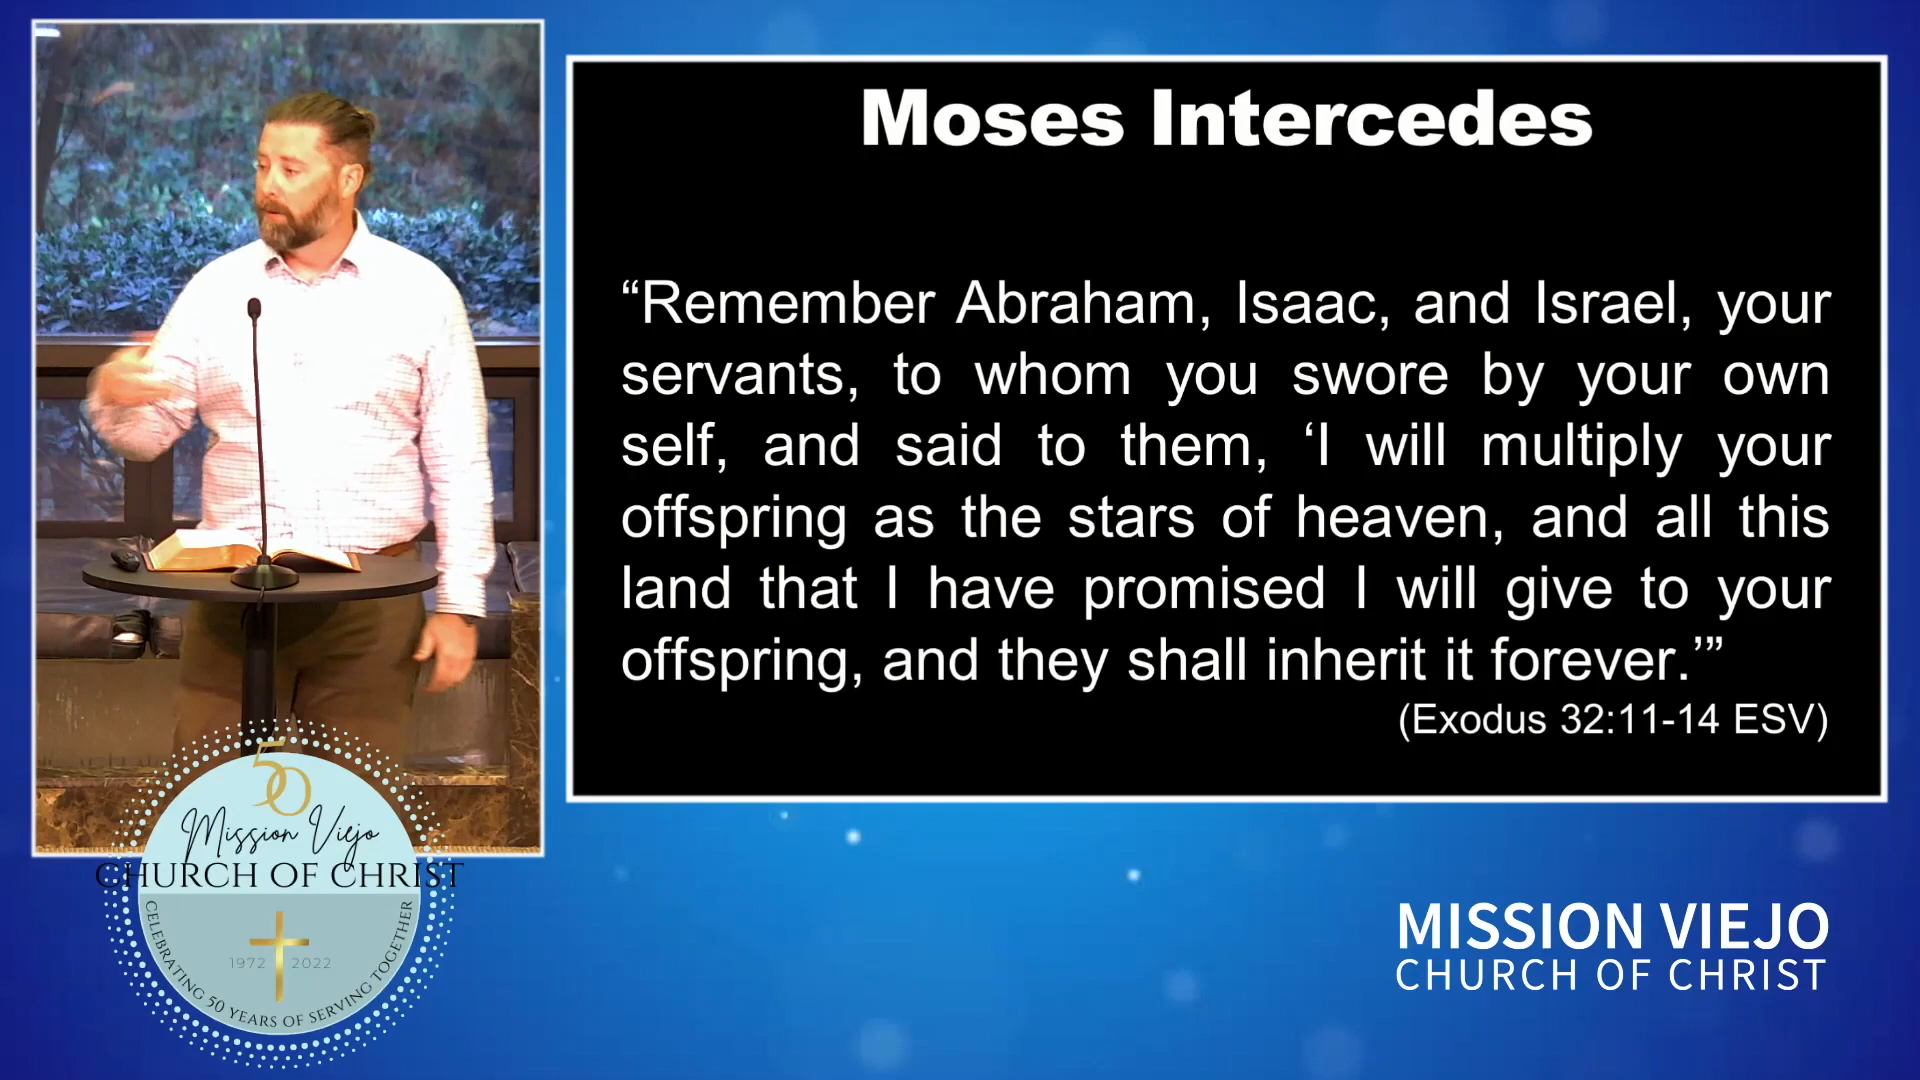 Moses Intercedes
“Remember Abraham, Isaac, and Israel, your
servants, to whom you swore by your own
self, and said to them, ‘I will multiply your
offspring as the stars of heaven, and all this
land that I have promised I will give to your
offspring, and they shall inherit it forever.’”
(Exodus 32:11-14 ESV)
50
Mission Viejo
CHURCH OF CHRIST
1972 2022
CELEBRATING 50 YEARS OF SERVING TOGETHER
MISSION VIEJO
CHURCH OF CHRIST